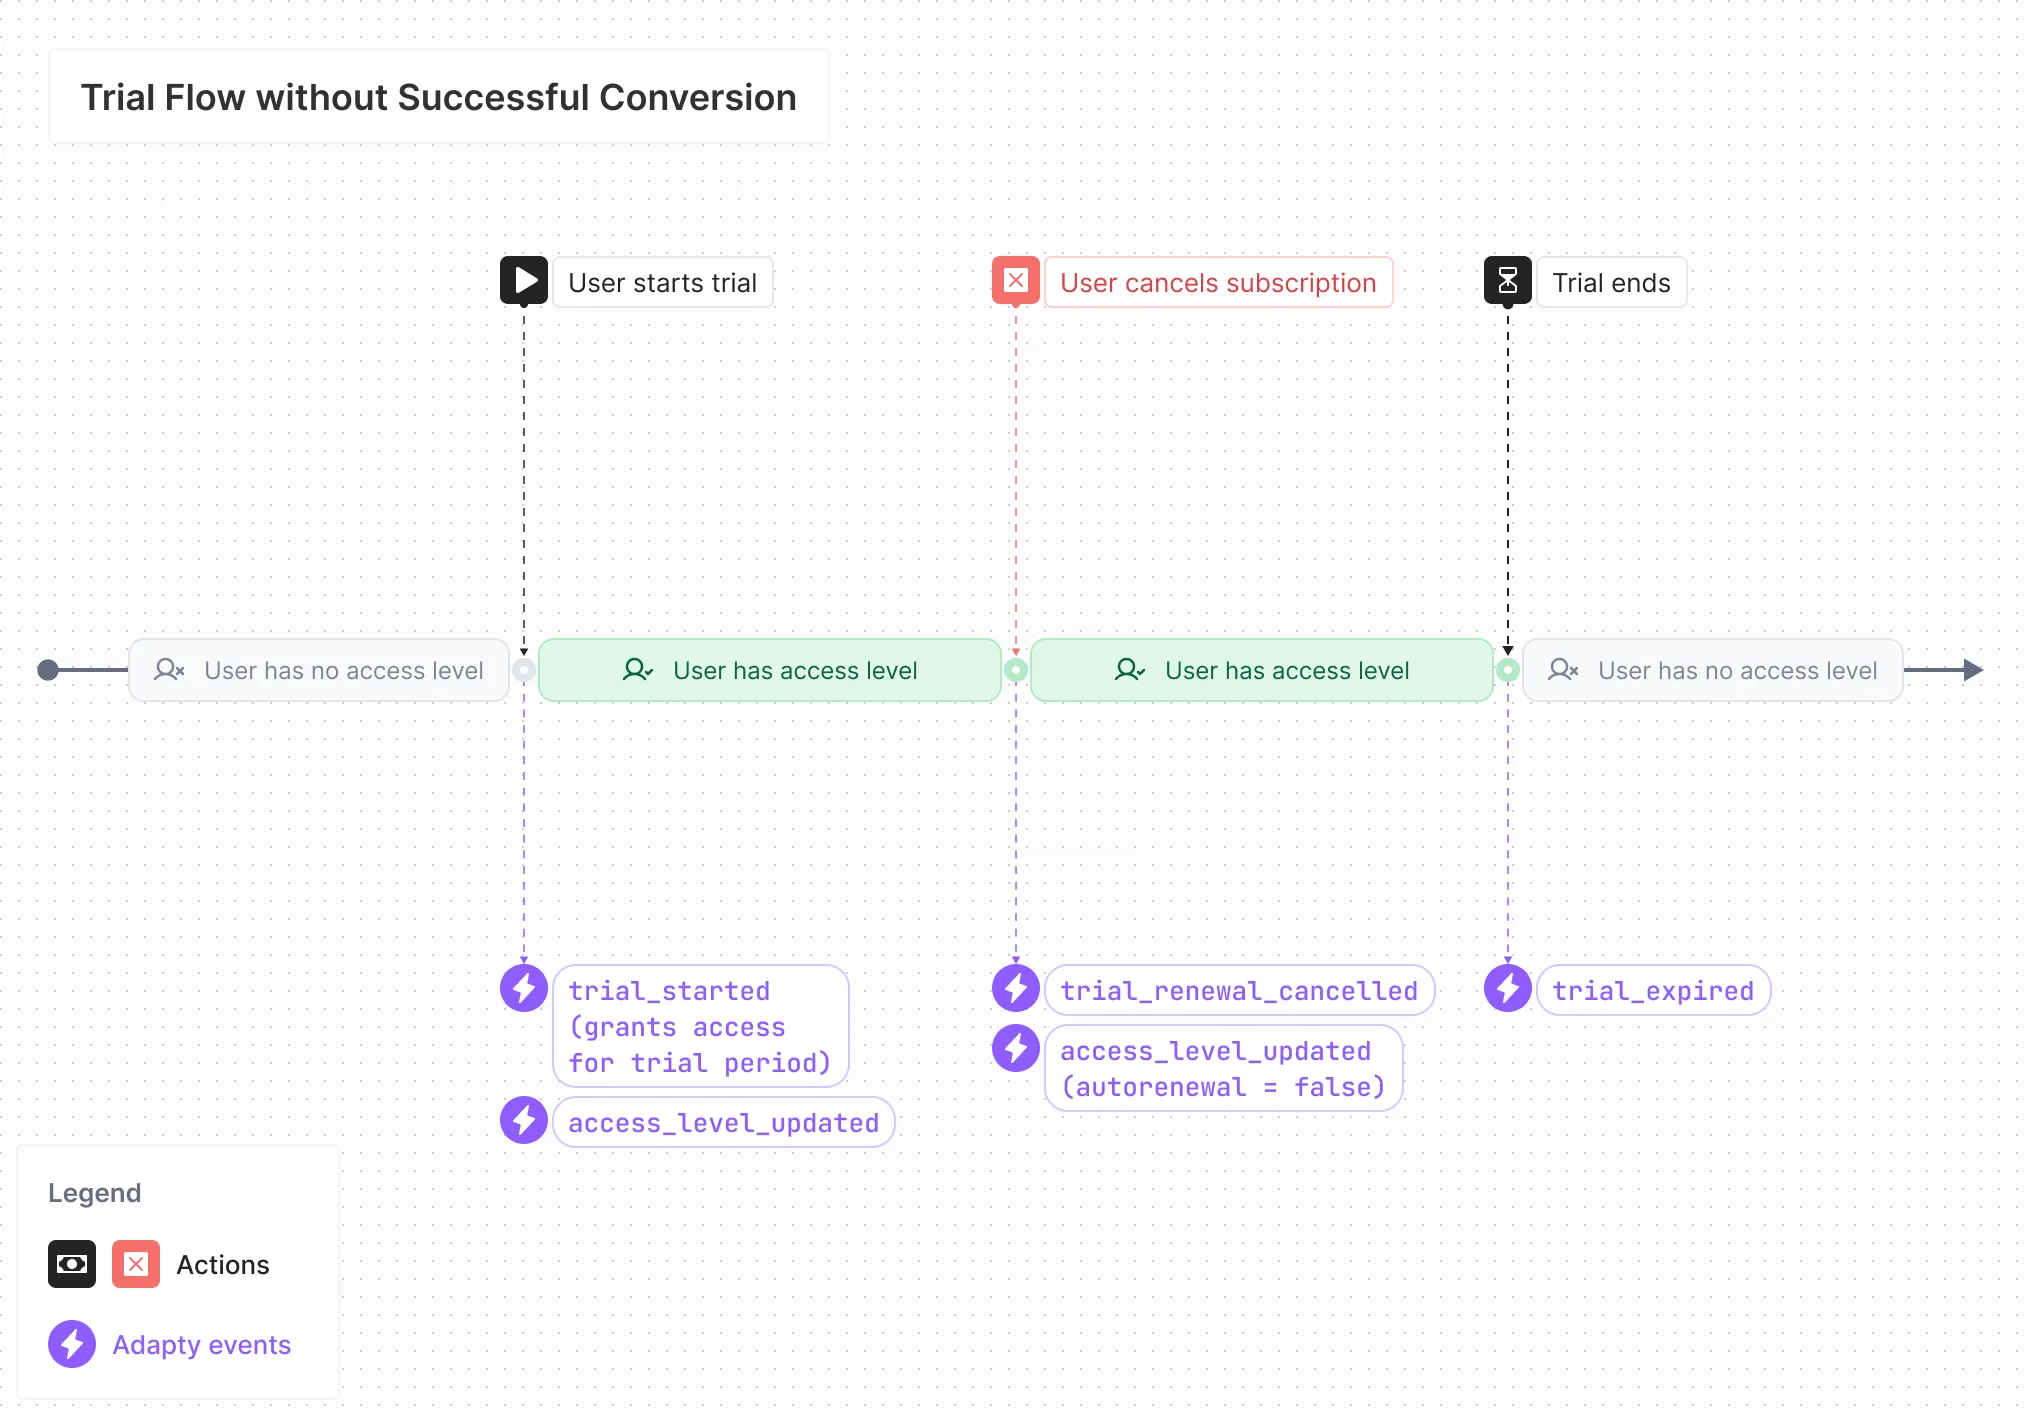 Trial Flow without Successful Conversion
User starts trial
User cancels subscription
Trial ends
User has no access level
User has access level
User has access level
User has no access level
trial_started
(grants access
for trial period)
access_level_updated
trial_renewal_cancelled
access_level_updated
(autorenewal = false)
trial_expired
Legend
Actions
Adapty events